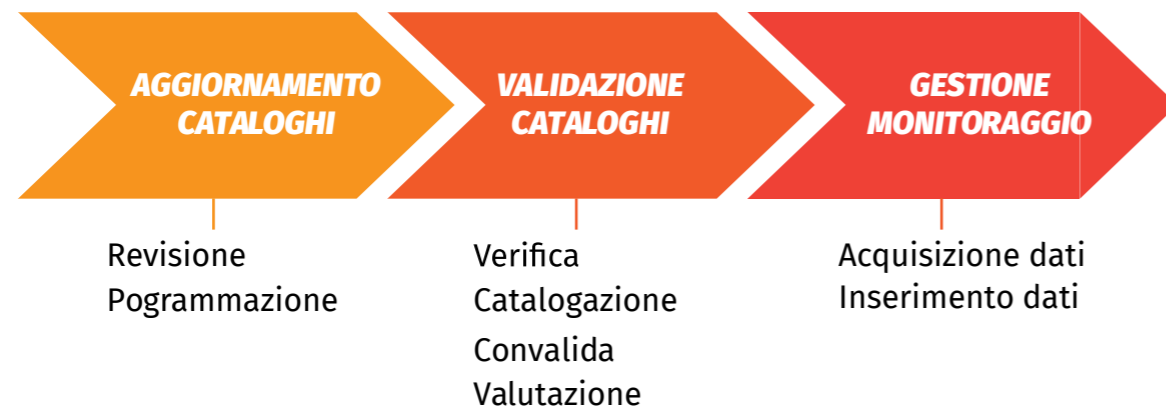 AGGIORNAMENTO
CATALOGHI
Revisione
Pogrammazione
VALIDAZIONE
CATALOGHI
Verifica
Catalogazione
Convalida
Valutazione
GESTIONE
MONITORAGGIO
Acquisizione dati
Inserimento dati